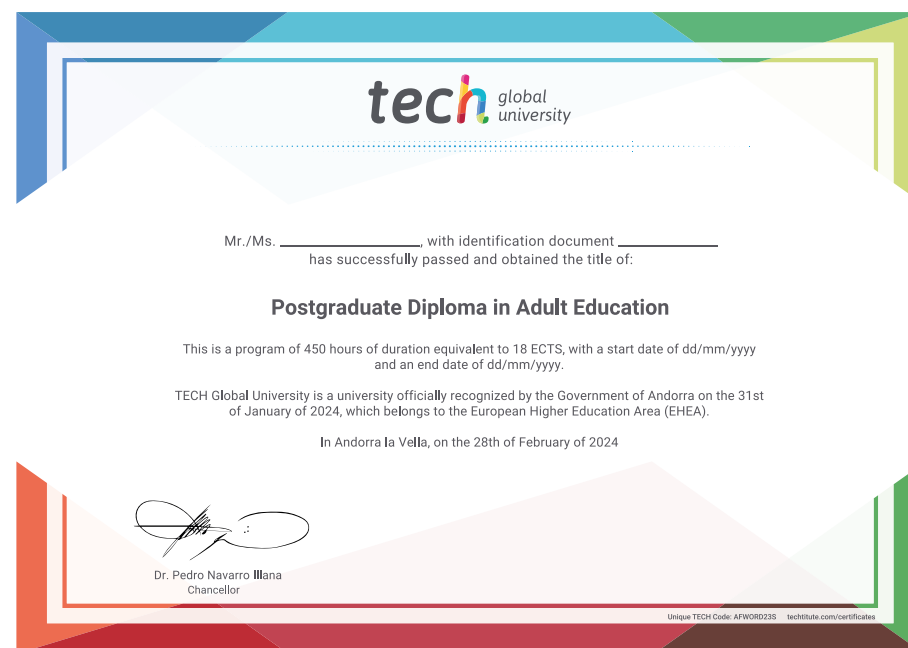 tech global university
Mr./Ms. ____________________, with identification document ______________
has successfully passed and obtained the title of:
Postgraduate Diploma in Adult Education
This is a program of 450 hours of duration equivalent to 18 ECTS, with a start date of dd/mm/yyyy
and an end date of dd/mm/yyyy.
TECH Global University is a university officially recognized by the Government of Andorra on the 31st
of January of 2024, which belongs to the European Higher Education Area (EHEA).
In Andorra la Vella, on the 28th of February of 2024
Dr. Pedro Navarro Illana
Chancellor
Unique TECH Code: AFWORD23S techtitute.com/certificates